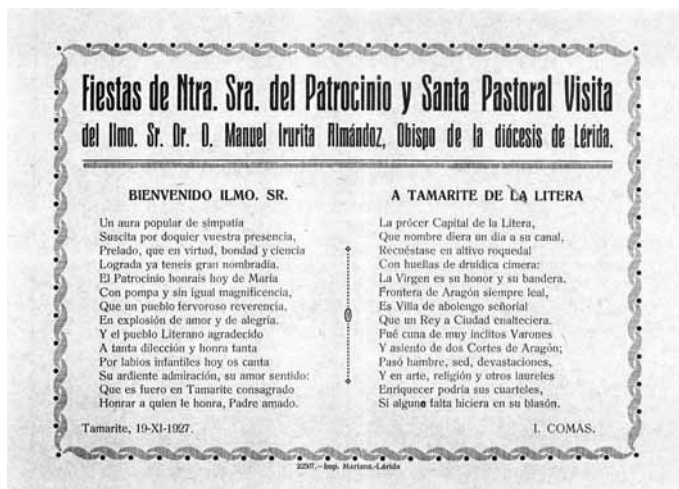 Fiestas de Ntra. Sra. del Patrocinio y Santa Pastoral Visita
del Ilmo. Sr. Dr. D. Manuel Irurita Almándoz, Obispo de la diócesis de Lérida.
BIENVENIDO ILMO. SR.
Un aura popular de simpatía
Suscita por doquier vuestra presencia,
Prelado, que en virtud, bondad y ciencia
Lograda ya teneis gran nombradía.
El Patrocinio honrais hoy de María
Con pompa y sin igual magnificencia,
Que un pueblo fervoroso reverencia,
En explosión de amor y de alegría.
Y el pueblo Literano agradecido
A tanta dilección y honra tanta
Por labios infantiles hoy os canta
Su ardiente admiración, su amor sentido:
Que es fuero en Tamarite consagrado
Honrar a quien le honra, Padre amado.
Tamarite, 19-XI-1927.
A TAMARITE DE LA LITERA
La prócer Capital de la Litera,
Que nombre diera un día a su canal,
Recuéstase en altivo roquedal
Con huellas de druídica cimera:
La Virgen es su honor y su bandera.
Frontera de Aragón siempre leal,
Es Villa de abolengo señorial
Que un Rey a Ciudad enalteciera.
Fué cuna de muy ínclitos Varones
Y asiento de dos Cortes de Aragón;
Pasó hambre, sed, devastaciones,
Y en arte, religión y otros laureles
Enriquecer podría sus cuarteles,
Si alguna falta hiciera en su blasón.
I. COMAS.
Imp. Mariana.-Lérida